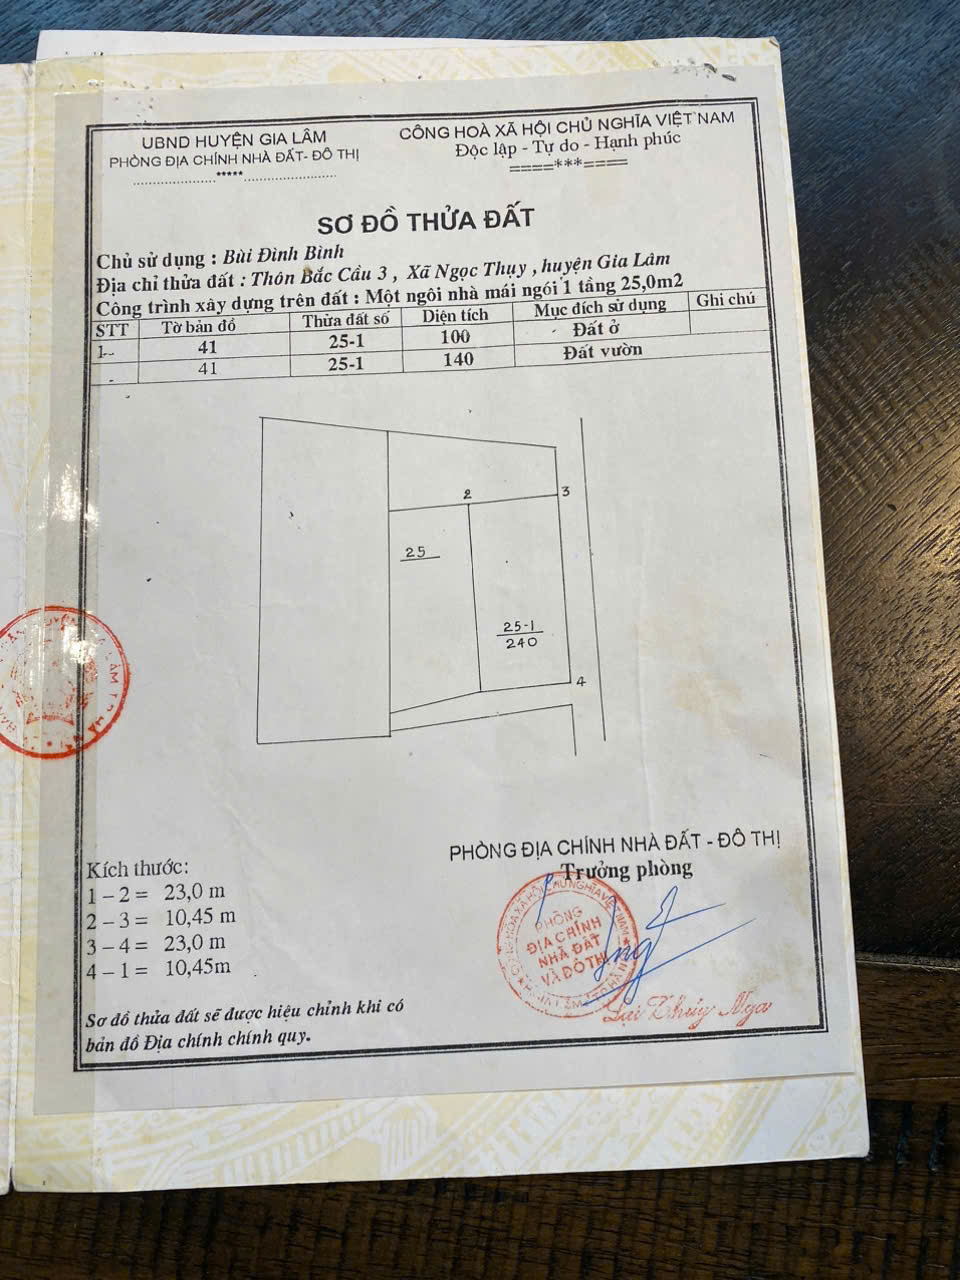 UBND HUYỆN GIA LÂM
PHÒNG ĐỊA CHÍNH NHÀ ĐẤT- ĐÔ THỊ
.....................*****........................
CÔNG HOÀ XÃ HỘI CHỦ NGHĨA VIỆT NAM
Độc lập - Tự do - Hạnh phúc
====***====
SƠ ĐỒ THỬA ĐẤT
Chủ sử dụng : Bùi Đình Bình
Địa chỉ thửa đất : Thôn Bắc Cầu 3 , Xã Ngọc Thụy , huyện Gia Lâm
Công trình xây dựng trên đất : Một ngôi nhà mái ngói 1 tầng 25,0m2
STT Tờ bản đồ Thửa đất số Diện tích Mục đích sử dụng Ghi chú
1 41 25-1 100 Đất ở
41 25-1 140 Đất vườn
2
3
25
25-1
240
4
Kích thước:
1 – 2 = 23,0 m
2 – 3 = 10,45 m
3 – 4 = 23,0 m
4 – 1 = 10,45m
Sơ đồ thửa đất sẽ được hiệu chỉnh khi có
bản đồ Địa chính chính quy.
PHÒNG ĐỊA CHÍNH NHÀ ĐẤT - ĐÔ THỊ
Trưởng phòng
PHÒNG
ĐỊA CHÍNH
NHÀ ĐẤT
VÀ ĐÔ THỊ
Lại Thúy Nga